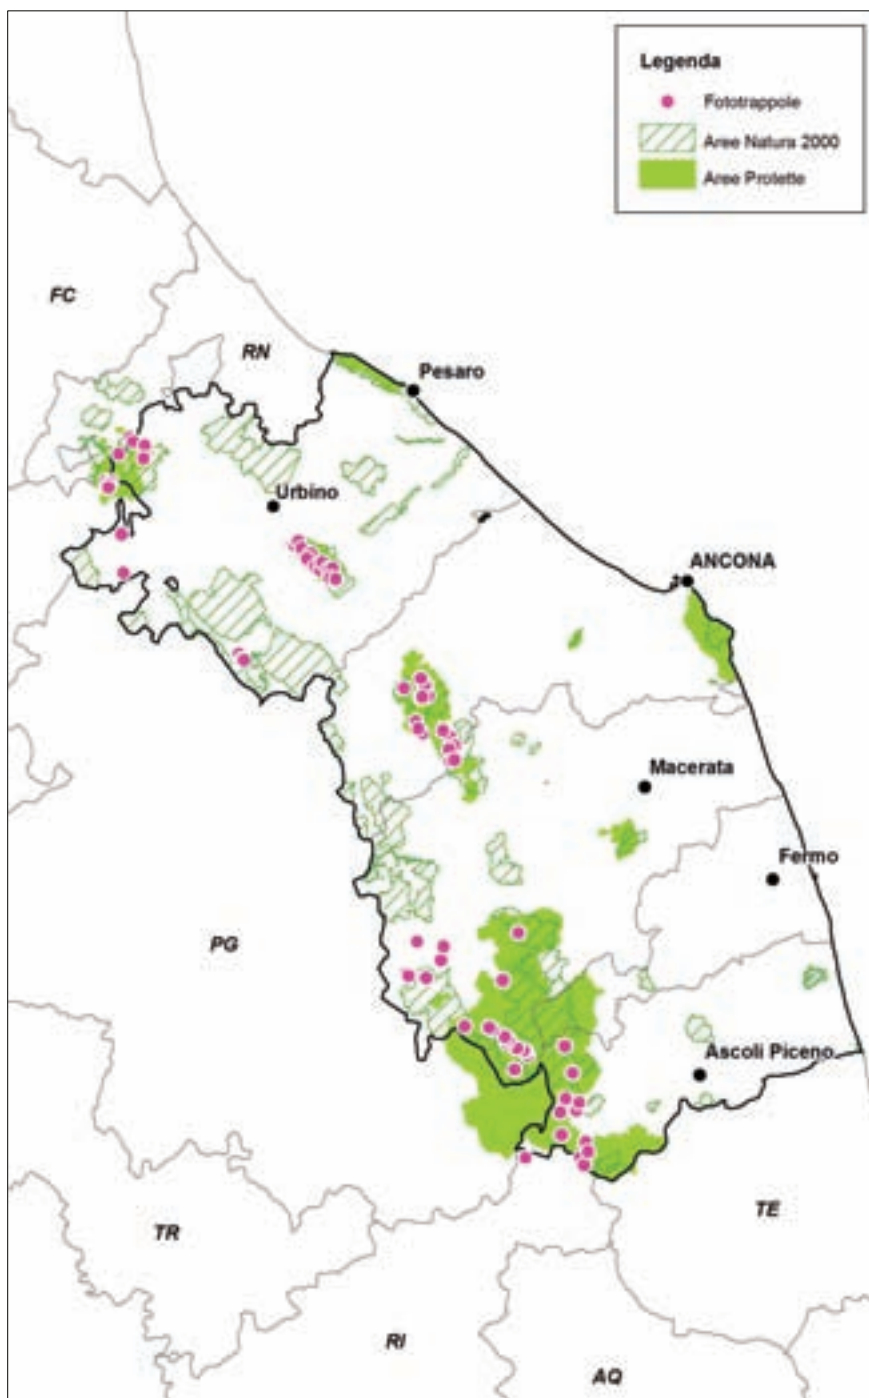 Legenda
Fototrappole
Aree Natura 2000
Aree Protette
FC
RN
Pesaro
Urbino
ANCONA
Macerata
Fermo
PG
Ascoli Piceno
TR
TE
RI
AQ